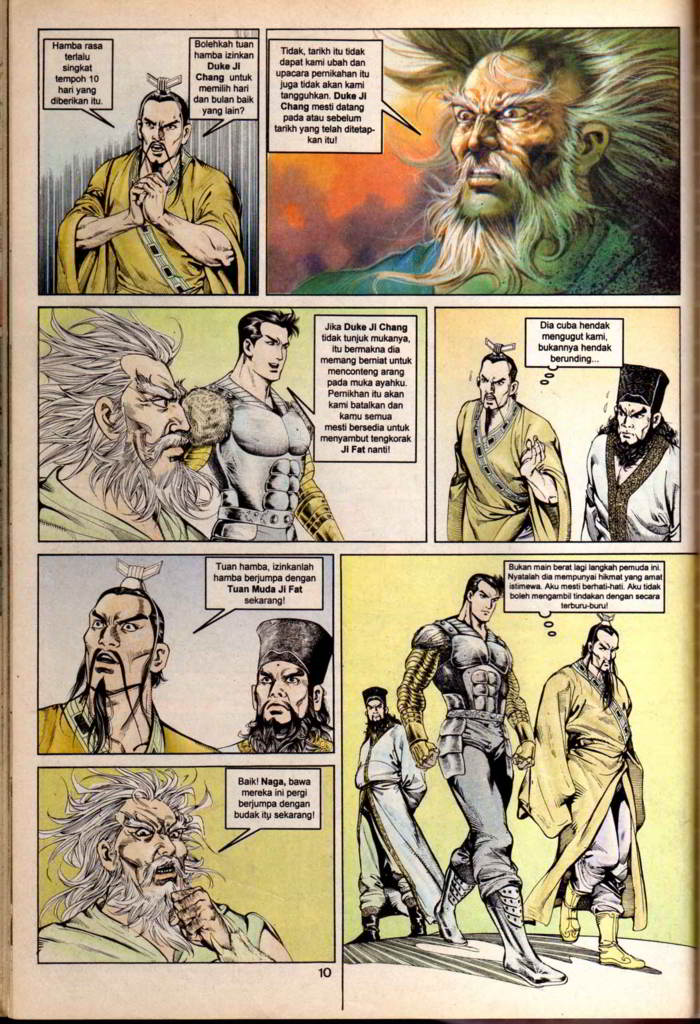 Hamba rasa
terlalu
singkat
tempoh 10
hari yang
diberikan itu.
Bolehkah tuan
hamba izinkan
Duke Ji
Chang untuk
memilih hari
dan bulan baik
yang lain?
Tidak, tarikh itu tidak
dapat kami ubah dan
upacara pernikahan itu
juga tidak akan kami
tangguhkan. Duke Ji
Chang mesti datang
pada atau sebelum
tarikh yang telah ditetap-
kan itu!
Jika Duke Ji Chang
tidak tunjuk mukanya,
itu bermakna dia
memang berniat untuk
menconteng arang
pada muka ayahku.
Pernihkan itu akan
kami batalkan dan
kamu semua
mesti bersedia untuk
menyambut tengkorak
Ji Fat nanti!
Dia cuba hendak
mengugut kami,
bukannya hendak
berunding...
Tuan hamba, izinkanlah
hamba berjumpa dengan
Tuan Muda Ji Fat
sekarang!
Bukan main berat lagi langkah pemuda ini.
Nyatalah dia mempunyai hikmat yang amat
istimewa. Aku mesti berhati-hati. Aku tidak
boleh mengambil tindakan dengan secara
terburu-buru!
Baik! Naga, bawa
mereka ini pergi
berjumpa dengan
budak itu sekarang!
10